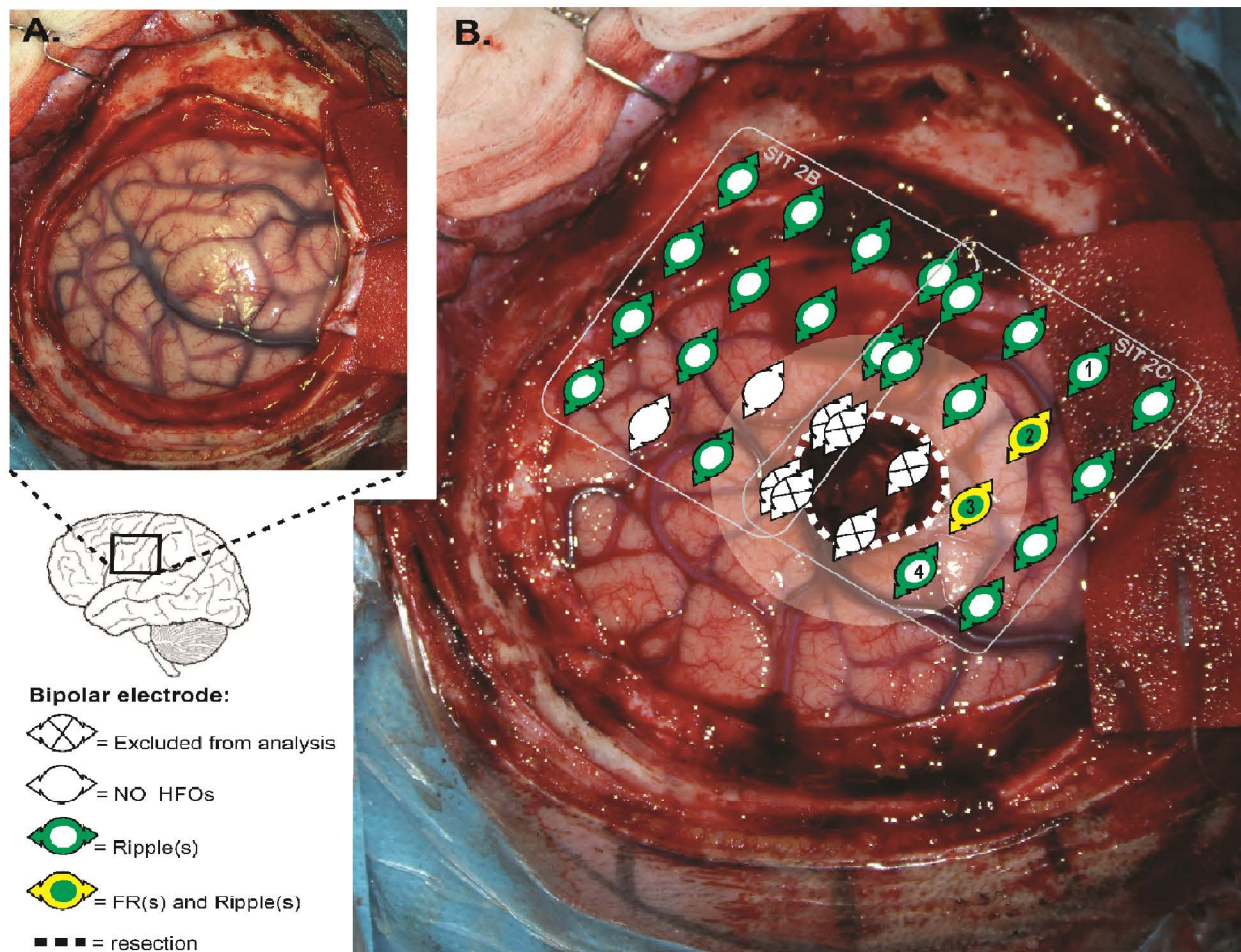 A.
B.
SIT 2B
SIT 2C
1
2
3
4
Bipolar electrode:
= Excluded from analysis
= NO HFOs
= Ripple(s)
= FR(s) and Ripple(s)
= resection